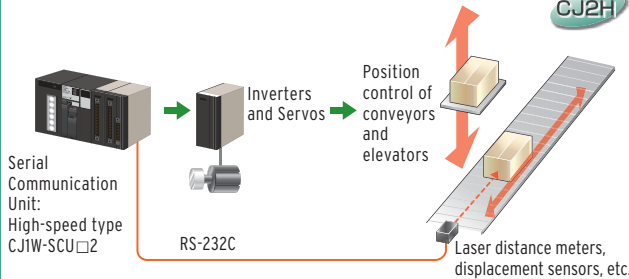 CJ2H
Inverters
and Servos
Position
control of
conveyors
and
elevators
Serial
Communication
Unit:
High-speed type
CJ1W-SCU□2
RS-232C
Laser distance meters,
displacement sensors, etc